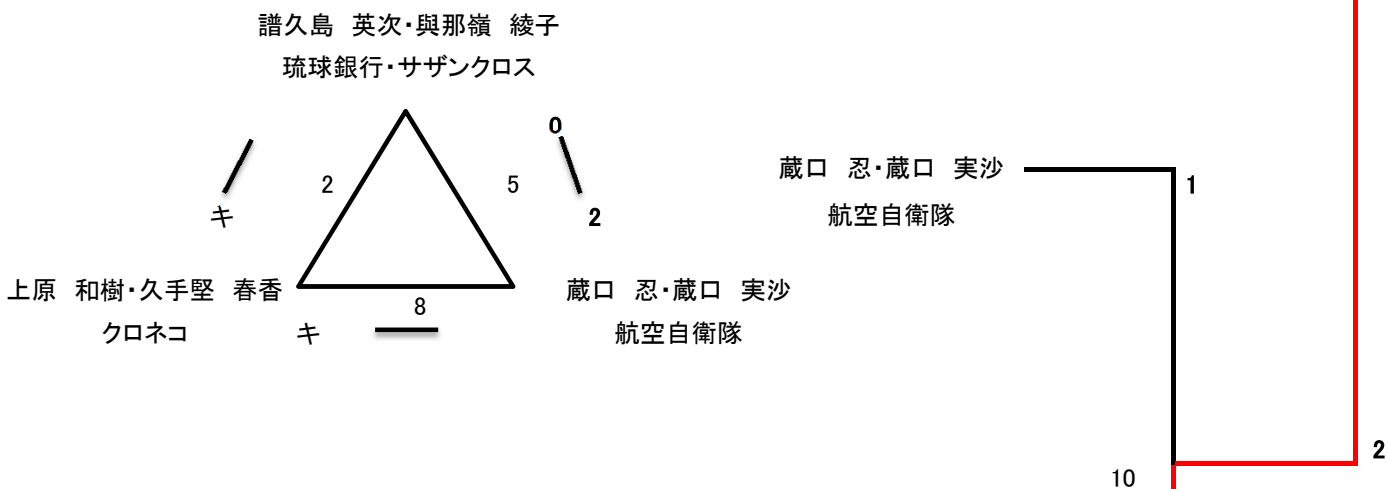 譜久島　英次・與那嶺　綾子
琉球銀行・サザンクロス
0
2
5
キ
2
蔵口　忍・蔵口　実沙
1
航空自衛隊
上原　和樹・久手堅　春香
蔵口　忍・蔵口　実沙
8
クロネコ
キ
航空自衛隊
2
10